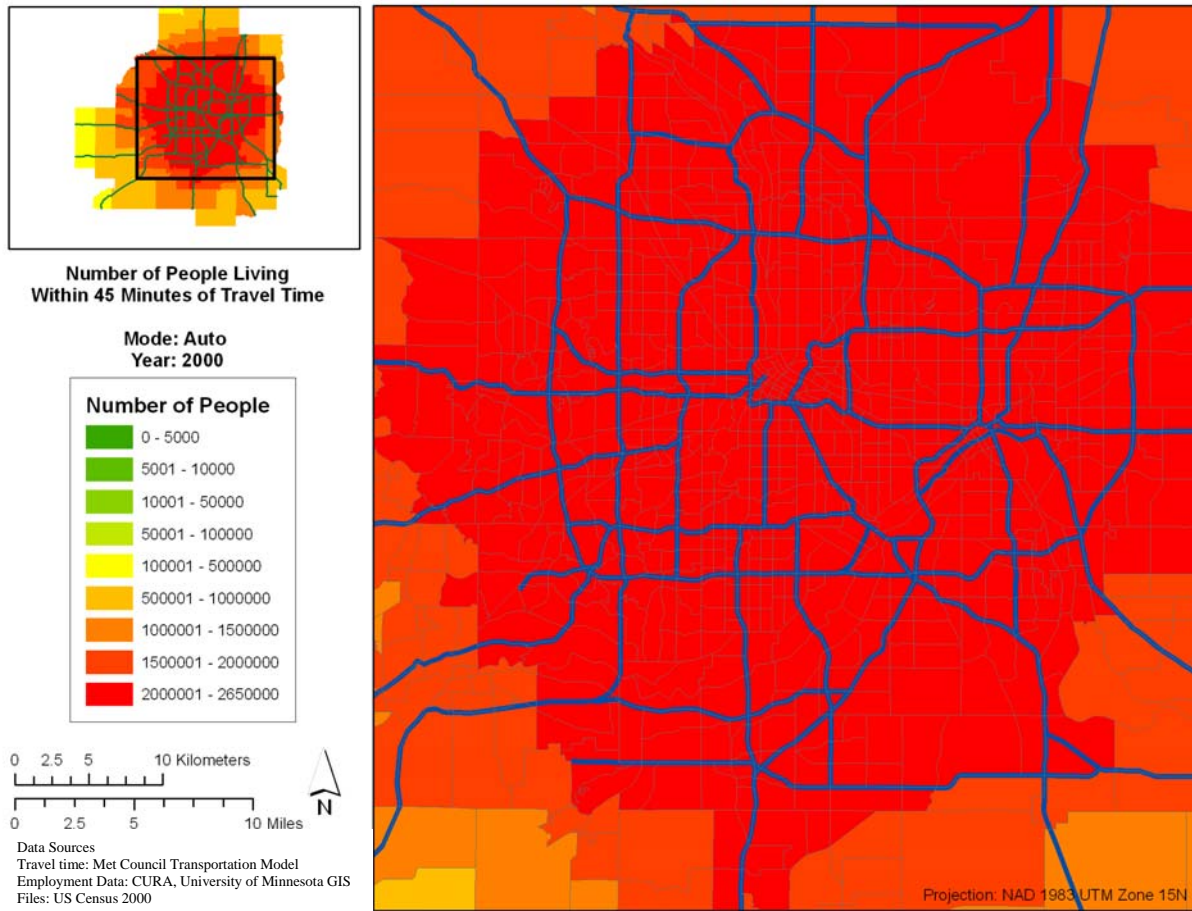 Number of People Living
Within 45 Minutes of Travel Time
Mode: Auto
Year: 2000
Number of People
0 - 5000
5001 - 10000
10001 - 50000
50001 - 100000
100001 - 500000
500001 - 1000000
1000001 - 1500000
1500001 - 2000000
2000001 - 2650000
0 2.5 5 10 Kilometers
N
0 2.5 5 10 Miles
Data Sources
Travel time: Met Council Transportation Model
Employment Data: CURA, University of Minnesota GIS
Files: US Census 2000
Projection: NAD 1983 UTM Zone 15N